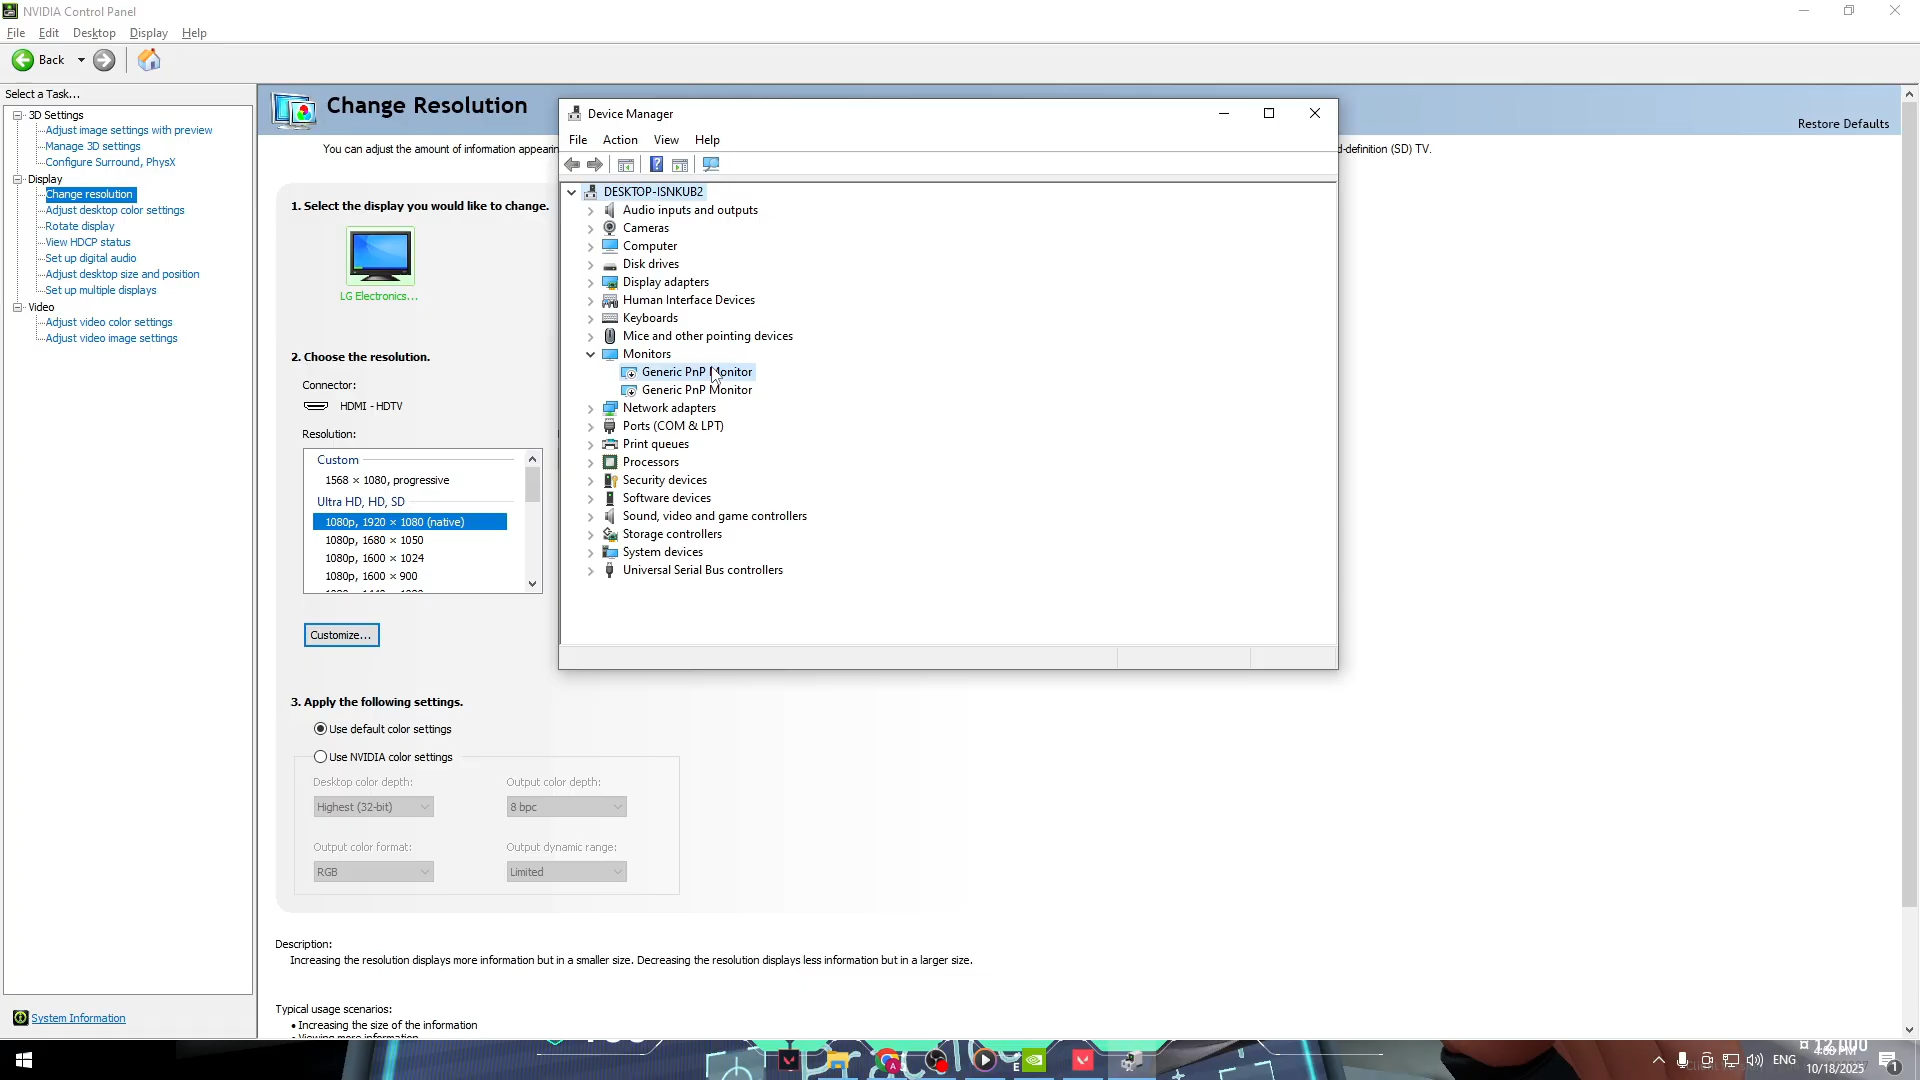 NVIDIA Control Panel
File Edit Desktop Display Help
Back
Select a Task...
3D Settings
Adjust image settings with preview
Manage 3D settings
Configure Surround, PhysX
Display
Change resolution
Adjust desktop color settings
Rotate display
View HDCP status
Set up digital audio
Adjust desktop size and position
Set up multiple displays
Video
Adjust video color settings
Adjust video image settings
System Information
Change Resolution
Restore Defaults
You can adjust the amount of information appearin
d-definition (SD) TV.
1. Select the display you would like to change.
LG Electronics...
2. Choose the resolution.
Connector:
HDMI - HDTV
Resolution:
Custom
1568 × 1080, progressive
Ultra HD, HD, SD
1080p, 1920 × 1080 (native)
1080p, 1680 × 1050
1080p, 1600 × 1024
1080p, 1600 × 900
Customize...
3. Apply the following settings.
Use default color settings
Use NVIDIA color settings
Desktop color depth:
Output color depth:
Highest (32-bit)
8 bpc
Output color format:
Output dynamic range:
RGB
Limited
Description:
Increasing the resolution displays more information but in a smaller size. Decreasing the resolution displays less information but in a larger size.
Typical usage scenarios:
• Increasing the size of the information
Device Manager
File Action View Help
DESKTOP-ISNKUB2
Audio inputs and outputs
Cameras
Computer
Disk drives
Display adapters
Human Interface Devices
Keyboards
Mice and other pointing devices
Monitors
Generic PnP Monitor
Generic PnP Monitor
Network adapters
Ports (COM & LPT)
Print queues
Processors
Security devices
Software devices
Sound, video and game controllers
Storage controllers
System devices
Universal Serial Bus controllers
ENG
12,000
4:00 PM
10/18/2025
1